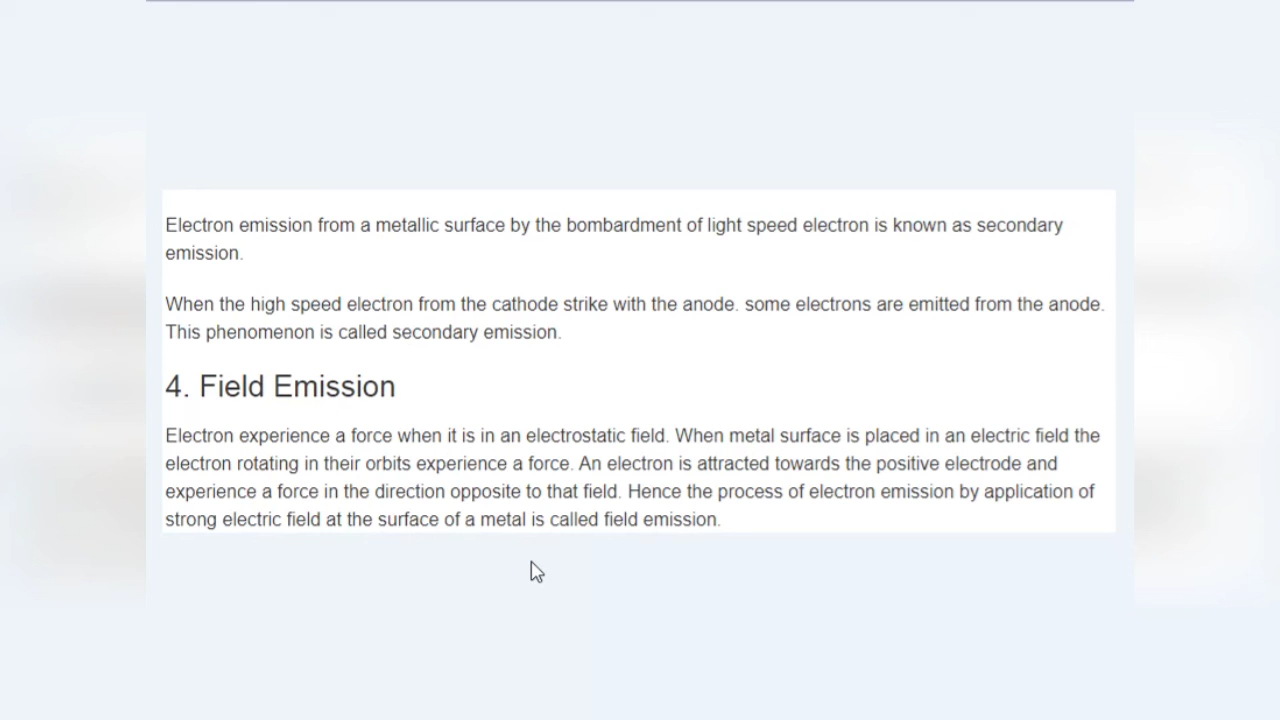 Electron emission from a metallic surface by the bombardment of light speed electron is known as secondary
emission.
When the high speed electron from the cathode strike with the anode. some electrons are emitted from the anode.
This phenomenon is called secondary emission.
4. Field Emission
Electron experience a force when it is in an electrostatic field. When metal surface is placed in an electric field the
electron rotating in their orbits experience a force. An electron is attracted towards the positive electrode and
experience a force in the direction opposite to that field. Hence the process of electron emission by application of
strong electric field at the surface of a metal is called field emission.